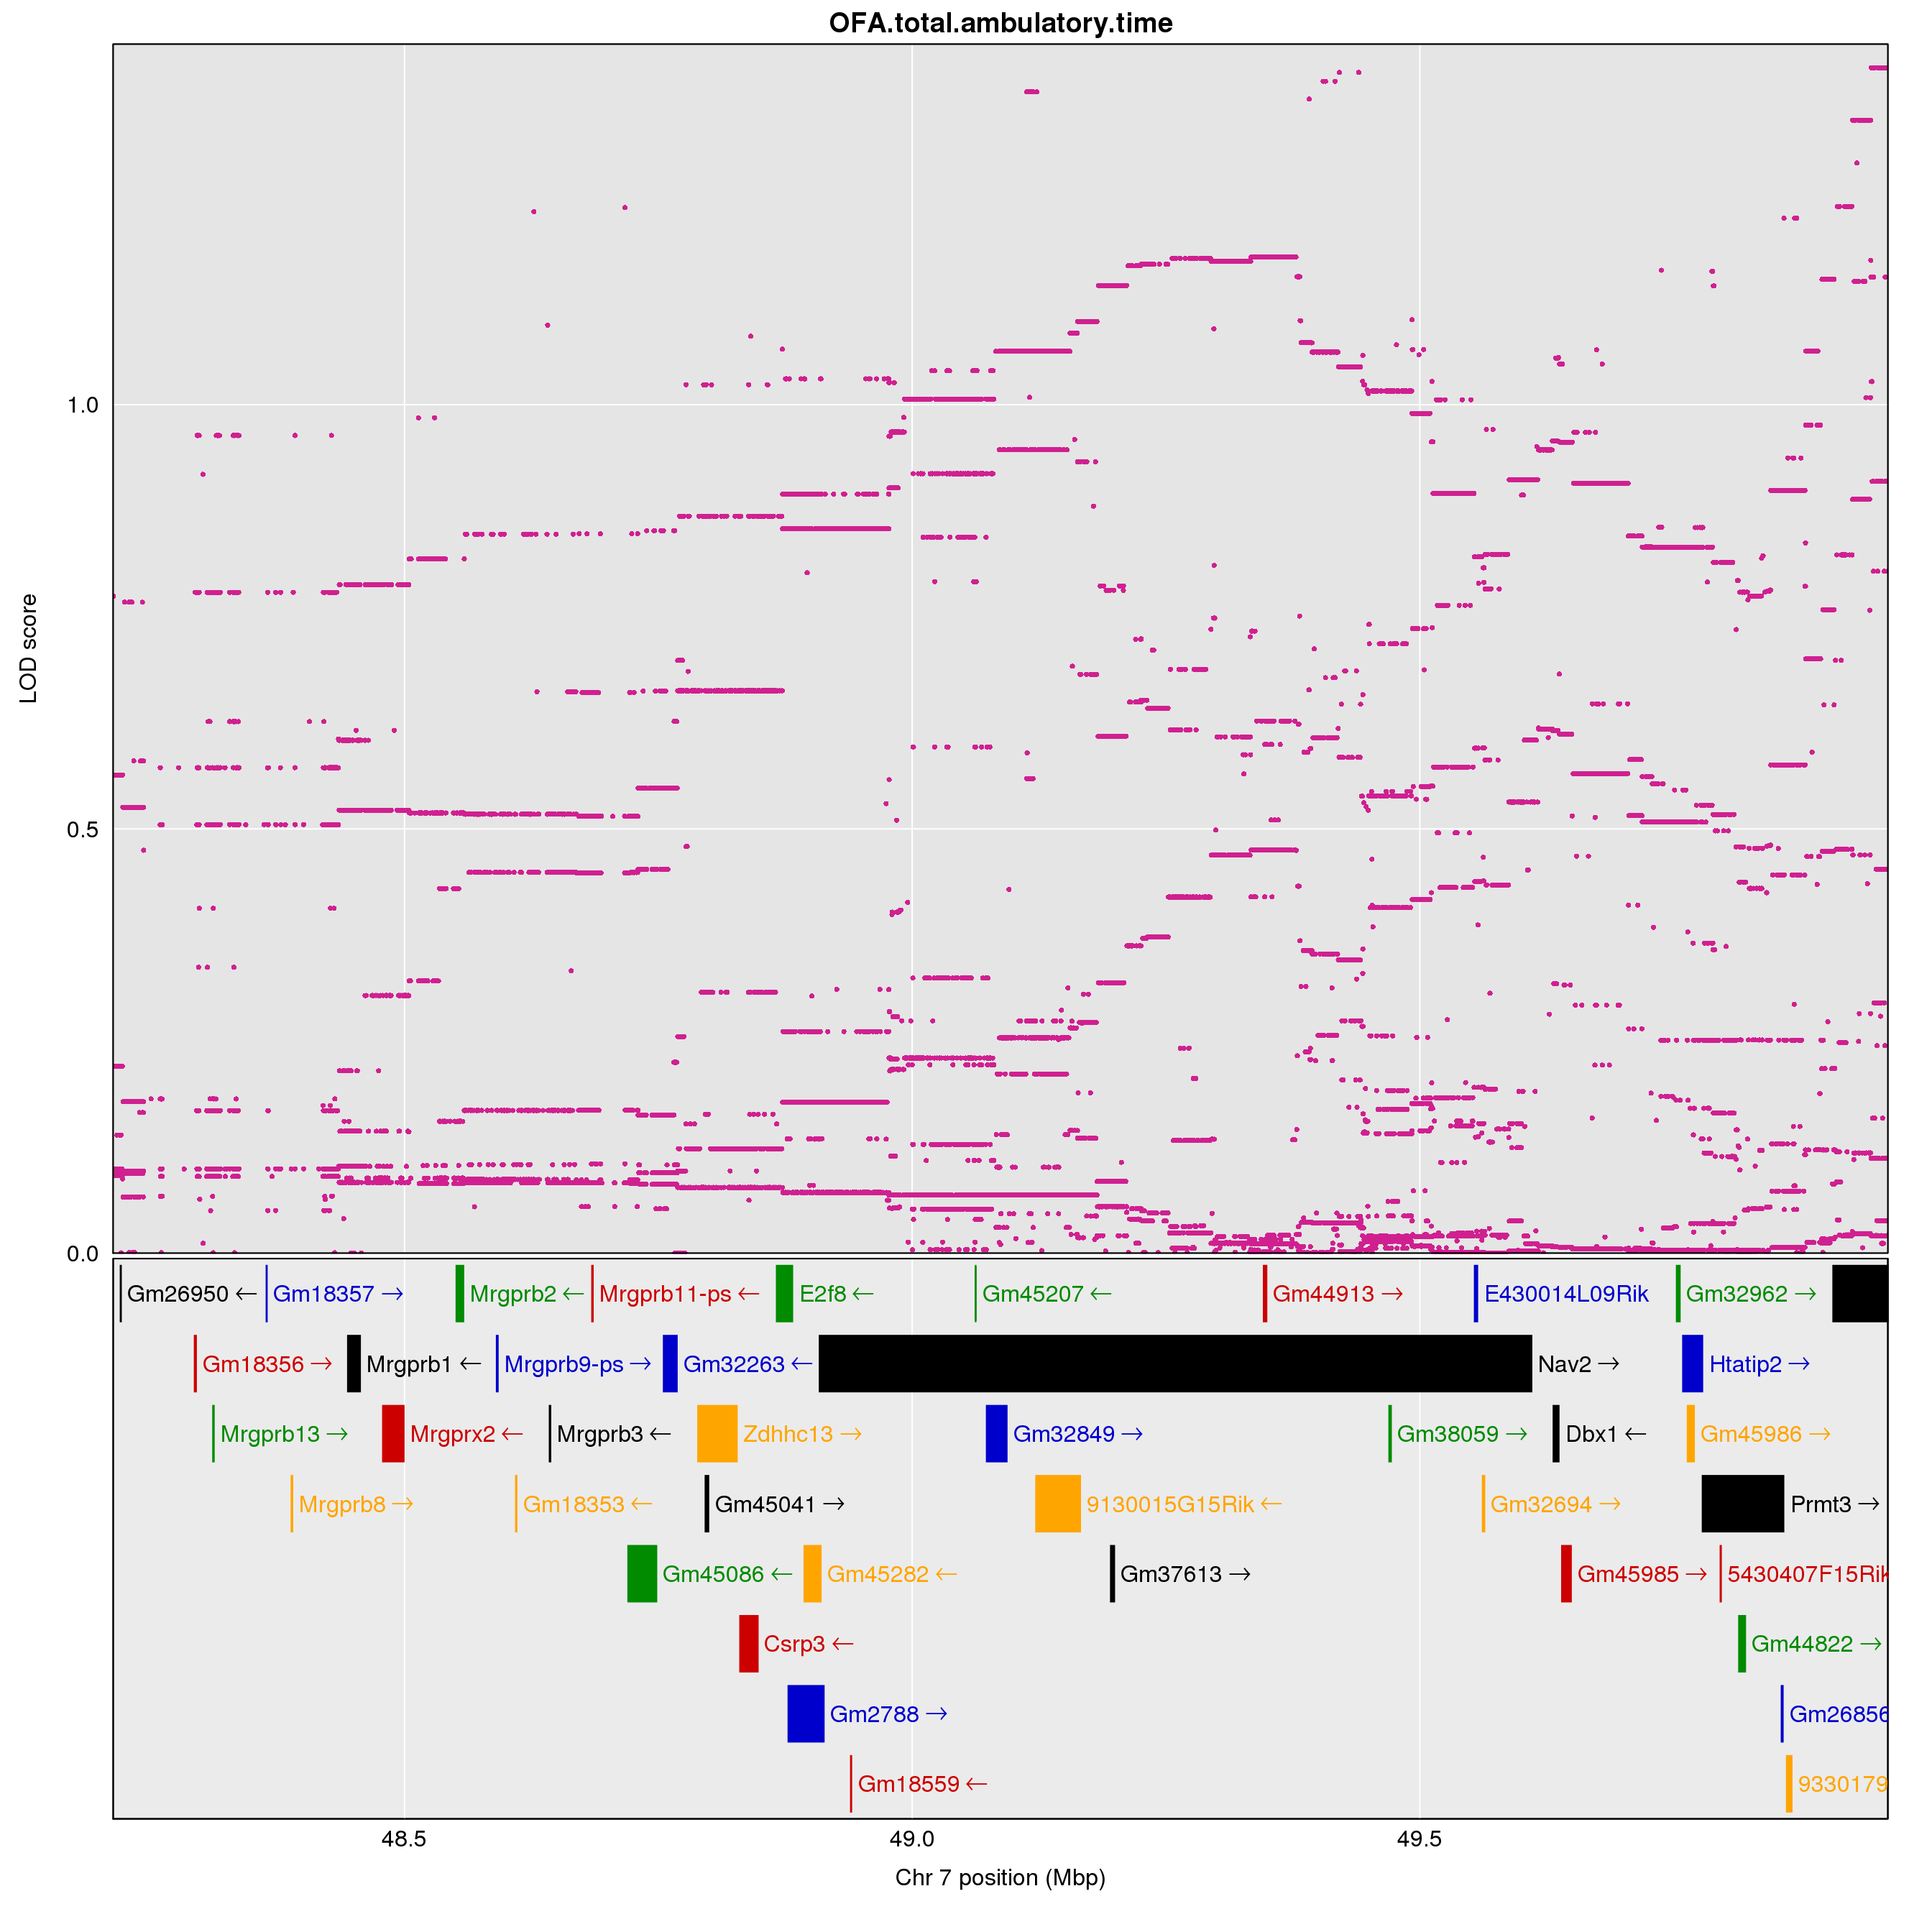 OFA.total.ambulatory.time
LOD score
1.0
0.5
0.0
Gm26950 ← Gm18357 → Mrgprb2 ← Mrgprb11-ps ← E2f8 ← Gm45207 ← Gm44913 → E430014L09Rik Gm32962 →
Gm18356 → Mrgprb1 ← Mrgprb9-ps → Gm32263 ← Nav2 → Htatip2 →
Mrgprb13 → Mrgprx2 ← Mrgprb3 ← Zdhhc13 → Gm32849 → Gm38059 → Dbx1 ← Gm45986 →
Mrgprb8 → Gm18353 ← Gm45041 → 9130015G15Rik ← Gm32694 → Prmt3 →
Gm45086 ← Gm45282 ← Gm37613 → Gm45985 → 5430407F15Rik
Csrp3 ← Gm44822 →
Gm2788 → Gm26856
Gm18559 ← 9330179
48.5 49.0 49.5
Chr 7 position (Mbp)